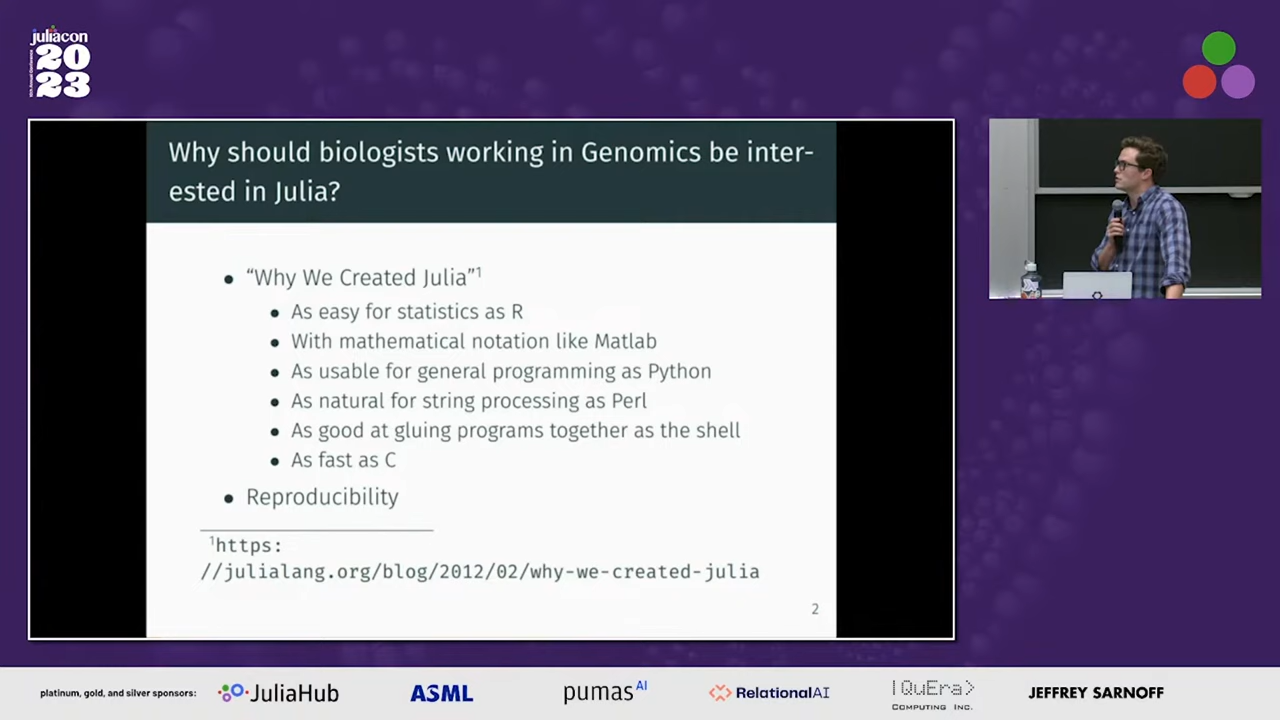 juliacon
20
23
Why should biologists working in Genomics be inter-
ested in Julia?
• “Why We Created Julia”¹
• As easy for statistics as R
• With mathematical notation like Matlab
• As usable for general programming as Python
• As natural for string processing as Perl
• As good at gluing programs together as the shell
• As fast as C
• Reproducibility
¹https:
//julialang.org/blog/2012/02/why-we-created-julia
2
platinum, gold, and silver sponsors:
JuliaHub
ASML
pumasAI
RelationalAI
|QuEra>
COMPUTING INC.
JEFFREY SARNOFF